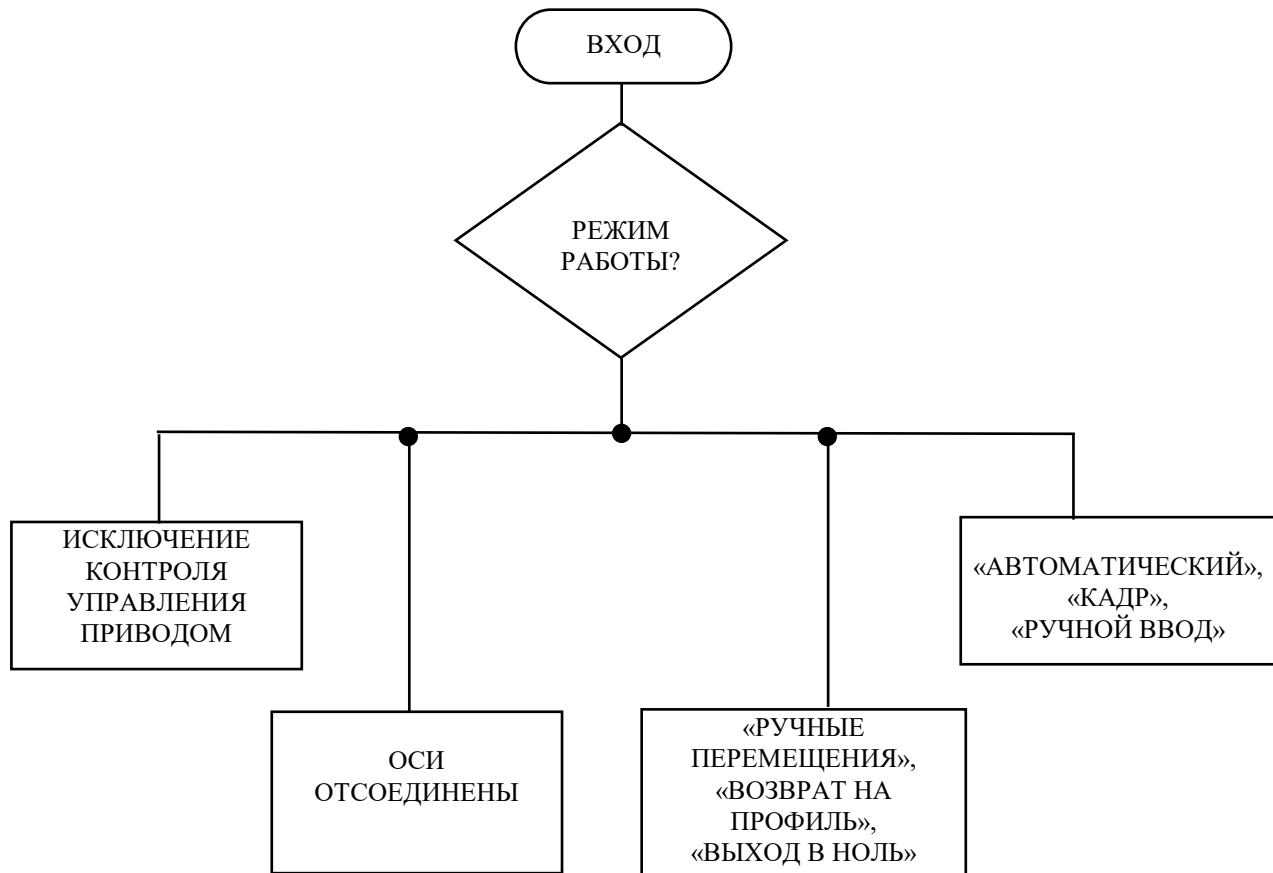 ВХОД
РЕЖИМ
РАБОТЫ?
ИСКЛЮЧЕНИЕ
КОНТРОЛЯ
УПРАВЛЕНИЯ
ПРИВОДОМ
ОСИ
ОТСОЕДИНЕНЫ
«РУЧНЫЕ
ПЕРЕМЕЩЕНИЯ»,
«ВОЗВРАТ НА
ПРОФИЛЬ»,
«ВЫХОД В НОЛЬ»
«АВТОМАТИЧЕСКИЙ»,
«КАДР»,
«РУЧНОЙ ВВОД»